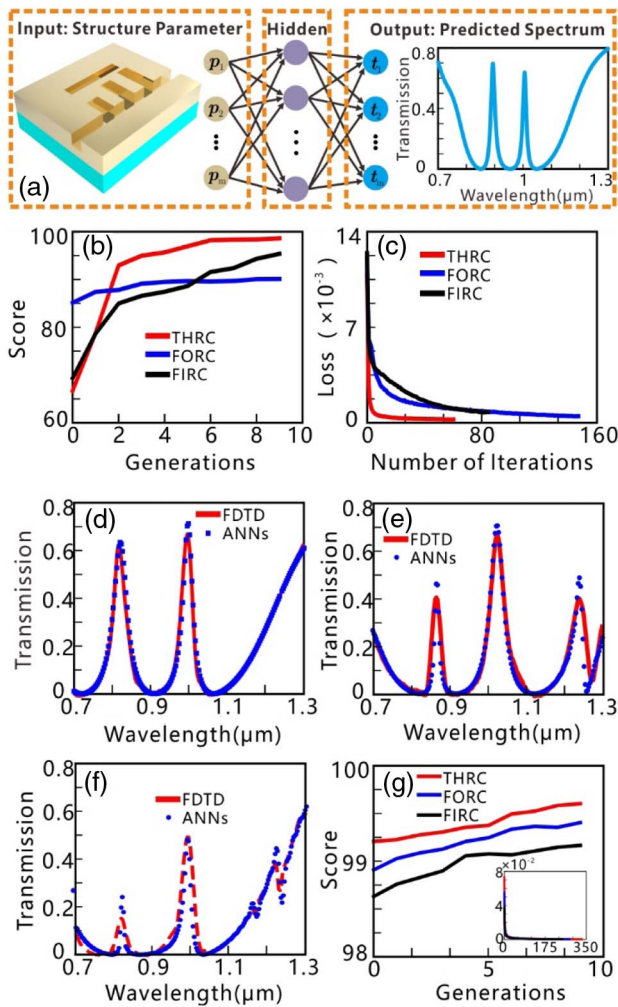 Input: Structure Parameter
Hidden
Output: Predicted Spectrum
p1
p2
pm
t1
t2
tm
Transmission
0.8
0.4
0
0.7
1
1.3
Wavelength(μm)
(a)
(b)
Score
100
80
60
0
2
4
6
8
10
THRC
FORC
FIRC
Generations
(c)
Loss (×10-3)
14
7
0
0
80
160
THRC
FORC
FIRC
Number of Iterations
(d)
Transmission
0.8
0.6
0.4
0.2
0
0.7
0.9
1.1
1.3
FDTD
ANNs
Wavelength(μm)
(e)
Transmission
0.8
0.6
0.4
0.2
0
0.7
0.9
1.1
1.3
FDTD
ANNs
Wavelength(μm)
(f)
Transmission
0.8
0.6
0.4
0.2
0
0.7
0.9
1.1
1.3
FDTD
ANNs
Wavelength(μm)
(g)
Score
100
99
98
0
5
10
THRC
FORC
FIRC
8 ×10-2
4
0
0
175
350
Generations